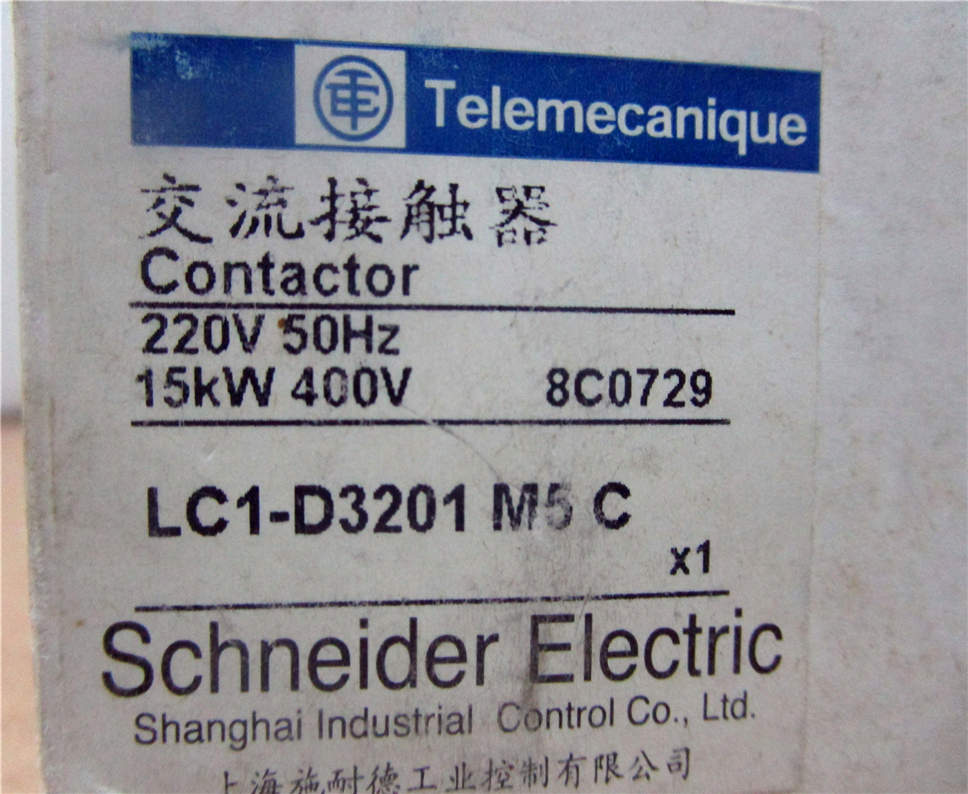 TE Telemecanique
交流接触器
Contactor
220V 50Hz
15kW 400V 8C0729
LC1-D3201 M5 C
x1
Schneider Electric
Shanghai Industrial Control Co., Ltd.
上海施耐德工业控制有限公司